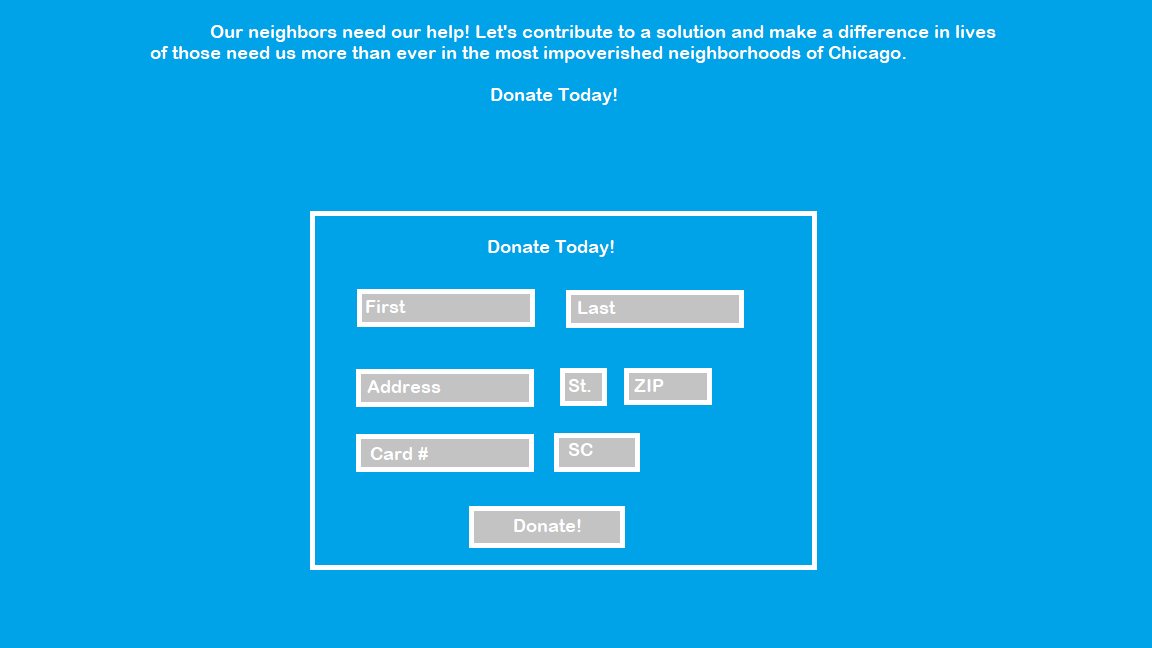 Our neighbors need our help! Let's contribute to a solution and make a difference in lives
of those need us more than ever in the most impoverished neighborhoods of Chicago.
Donate Today!
Donate Today!
First
Last
Address
St.
ZIP
Card #
SC
Donate!